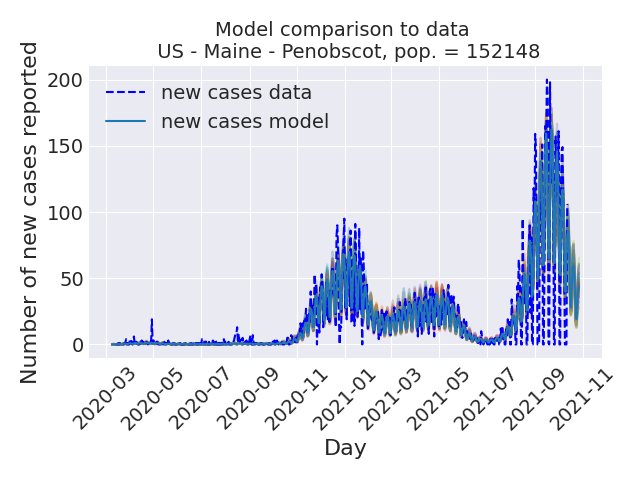 Model comparison to data
US - Maine - Penobscot, pop. = 152148
Number of new cases reported
200
150
100
50
0
new cases data
new cases model
2020-03
2020-05
2020-07
2020-09
2020-11
2021-01
2021-03
2021-05
2021-07
2021-09
2021-11
Day